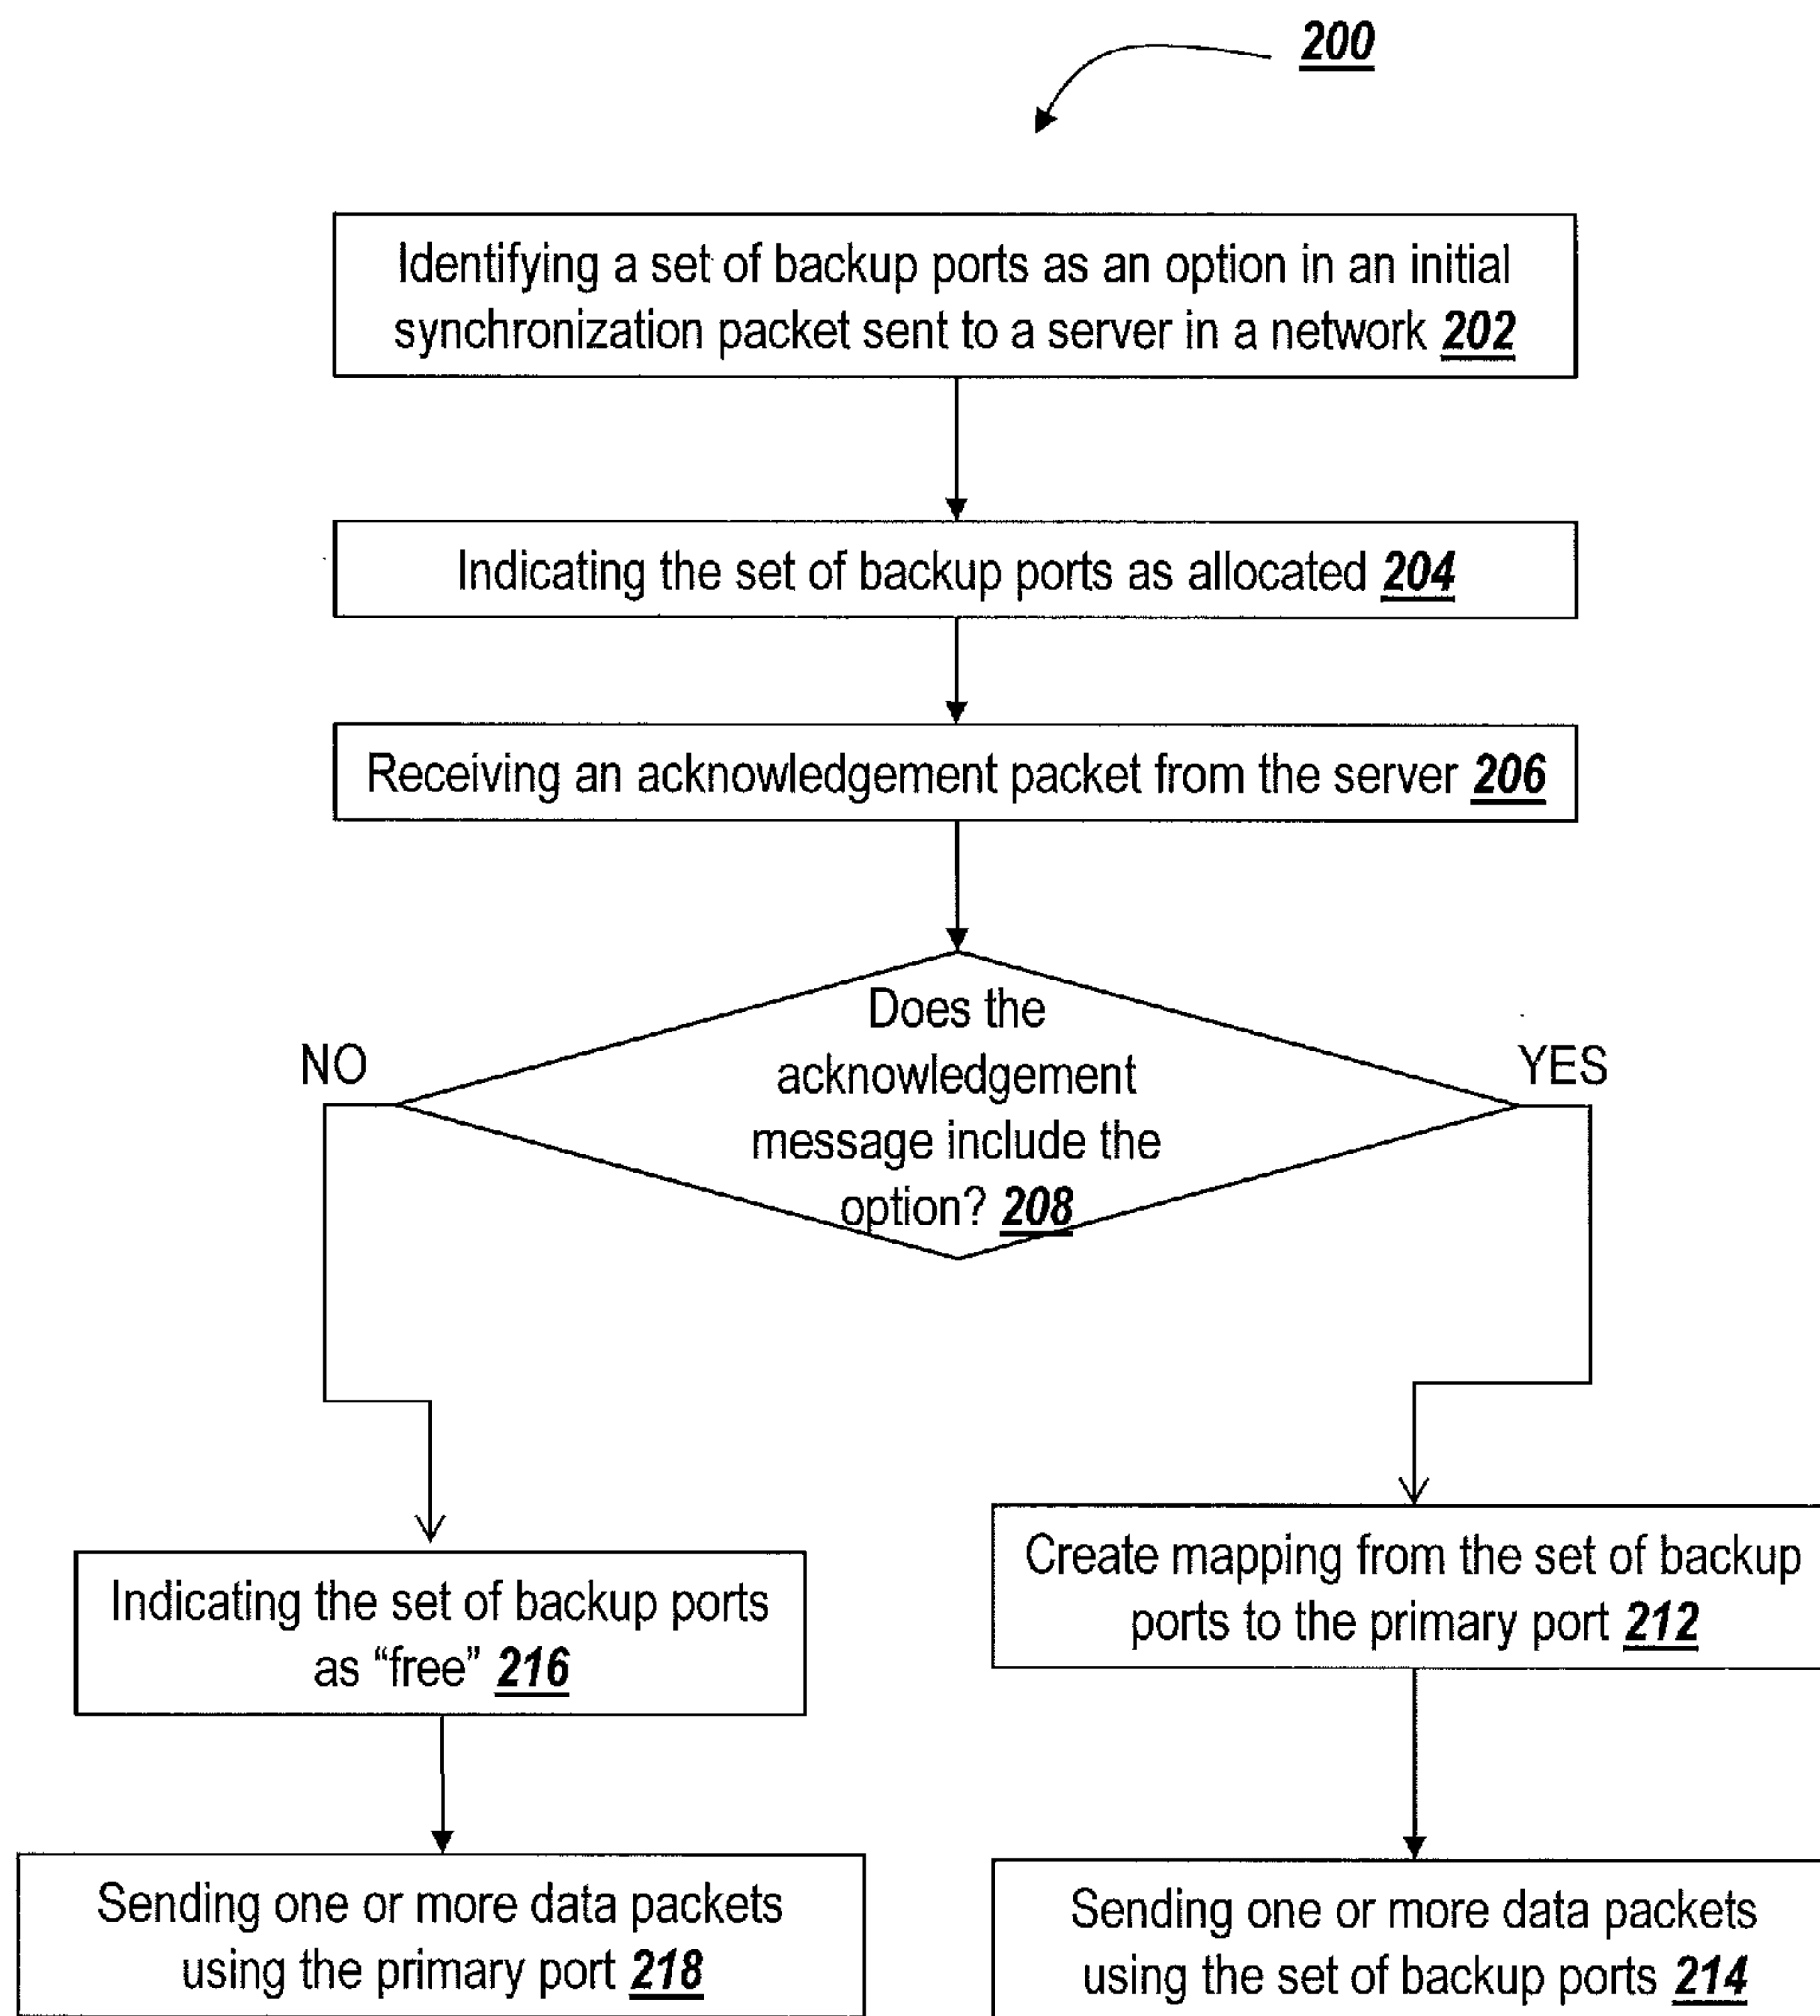 200
Identifying a set of backup ports as an option in an initial
synchronization packet sent to a server in a network 202
Indicating the set of backup ports as allocated 204
Receiving an acknowledgement packet from the server 206
Does the
acknowledgement
message include the
option? 208
NO
YES
Indicating the set of backup ports
as “free” 216
Create mapping from the set of backup
ports to the primary port 212
Sending one or more data packets
using the primary port 218
Sending one or more data packets
using the set of backup ports 214